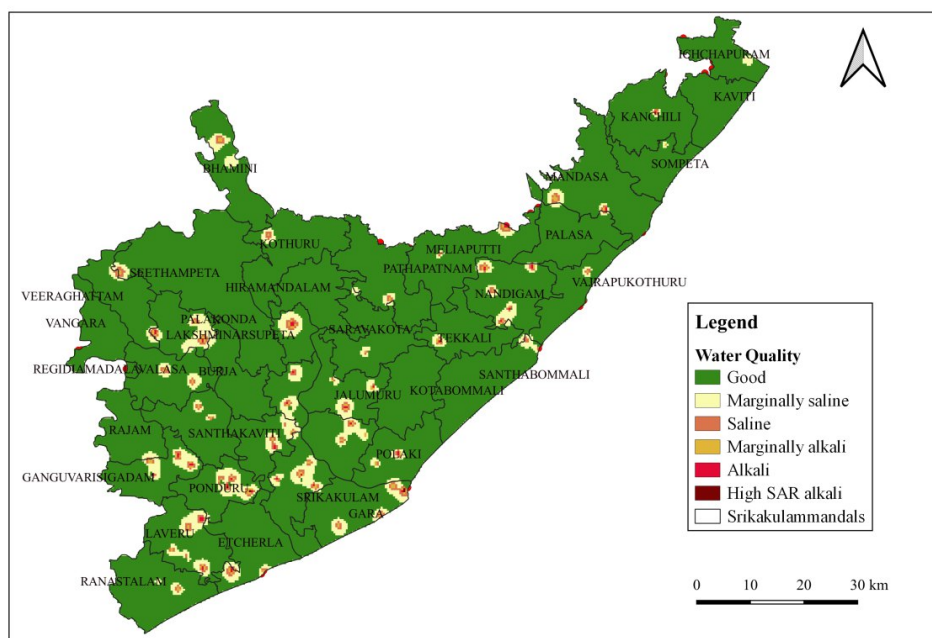 ICHCHAPURAM
KAVITI
KANCHILI
SOMPETA
BHAMINI
MANDASA
KOTHURU
MELIAPUTTI
PALASA
SEETHAMPETA
PATHAPATNAM
VAJRAPUKOTHURU
HIRAMANDALAM
NANDIGAM
VEERAGHATTAM
VANGARA
PALAKONDA
LAKSHMINARSUPETA
SARAVAKOTA
TEKKALI
REGIDIAMADALAVALASA
BURJA
SANTHABOMMALI
KOTABOMMALI
JALUMURU
RAJAM
SANTHAKAVITI
POLAKI
GANGUVARISIGADAM
PONDURU
SRIKAKULAM
GARA
LAVERU
ETCHERLA
RANASTALAM
Legend
Water Quality
Good
Marginally saline
Saline
Marginally alkali
Alkali
High SAR alkali
Srikakulammandals
0 10 20 30 km